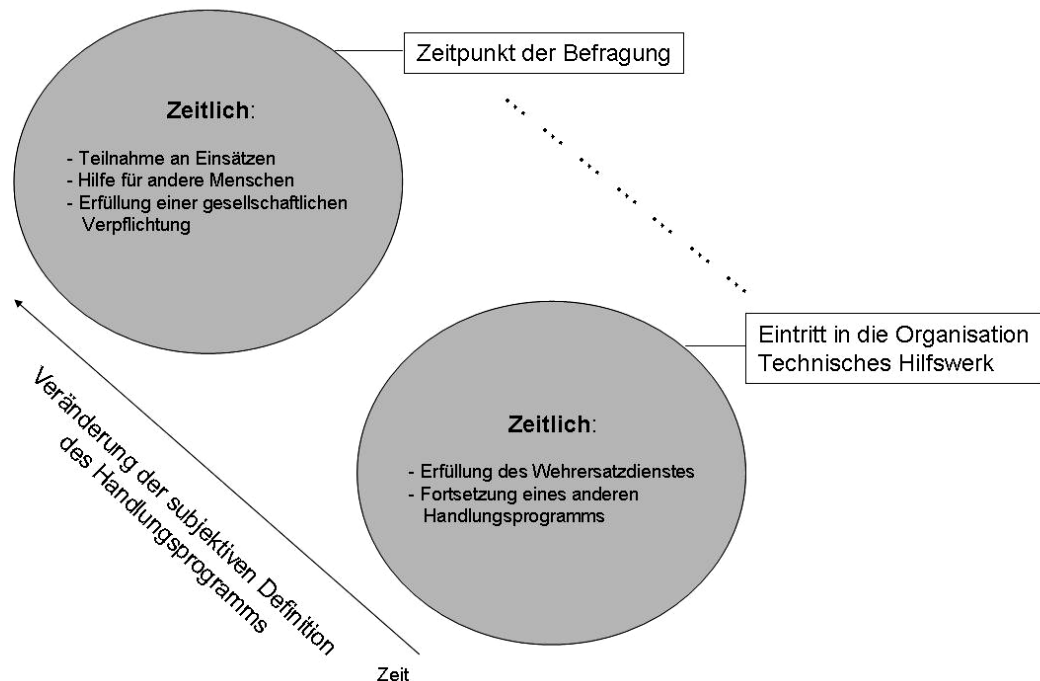 Zeitpunkt der Befragung
Zeitlich:
- Teilnahme an Einsätzen
- Hilfe für andere Menschen
- Erfüllung einer gesellschaftlichen
Verpflichtung
Eintritt in die Organisation
Technisches Hilfswerk
Zeitlich:
- Erfüllung des Wehrersatzdienstes
- Fortsetzung eines anderen
Handlungsprogramms
Veränderung der subjektiven Definition
des Handlungsprogramms
Zeit